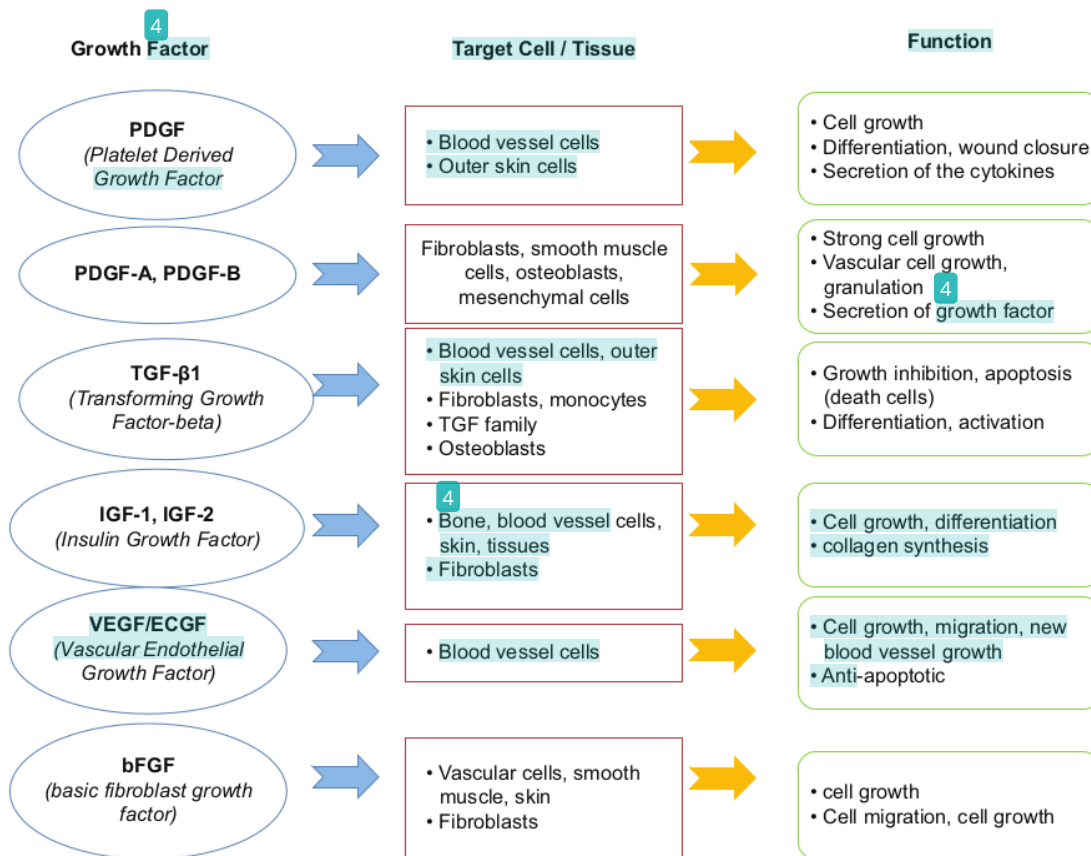 4
Growth Factor
Target Cell / Tissue
Function
PDGF
(Platelet Derived
Growth Factor
• Blood vessel cells
• Outer skin cells
• Cell growth
• Differentiation, wound closure
• Secretion of the cytokines
PDGF-A, PDGF-B
Fibroblasts, smooth muscle
cells, osteoblasts,
mesenchymal cells
• Strong cell growth
• Vascular cell growth,
granulation
4
• Secretion of growth factor
TGF-β1
(Transforming Growth
Factor-beta)
• Blood vessel cells, outer
skin cells
• Fibroblasts, monocytes
• TGF family
• Osteoblasts
• Growth inhibition, apoptosis
(death cells)
• Differentiation, activation
IGF-1, IGF-2
(Insulin Growth Factor)
4
• Bone, blood vessel cells,
skin, tissues
• Fibroblasts
• Cell growth, differentiation
• collagen synthesis
VEGF/ECGF
(Vascular Endothelial
Growth Factor)
• Blood vessel cells
• Cell growth, migration, new
blood vessel growth
• Anti-apoptotic
bFGF
(basic fibroblast growth
factor)
• Vascular cells, smooth
muscle, skin
• Fibroblasts
• cell growth
• Cell migration, cell growth